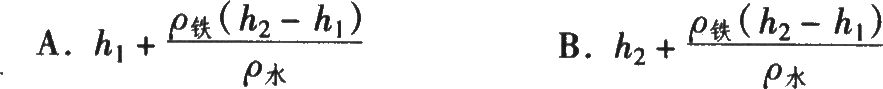 A. h₁ + ρ铁(h₂ − h₁)/ρ水 B. h₂ + ρ铁(h₂ − h₁)/ρ水